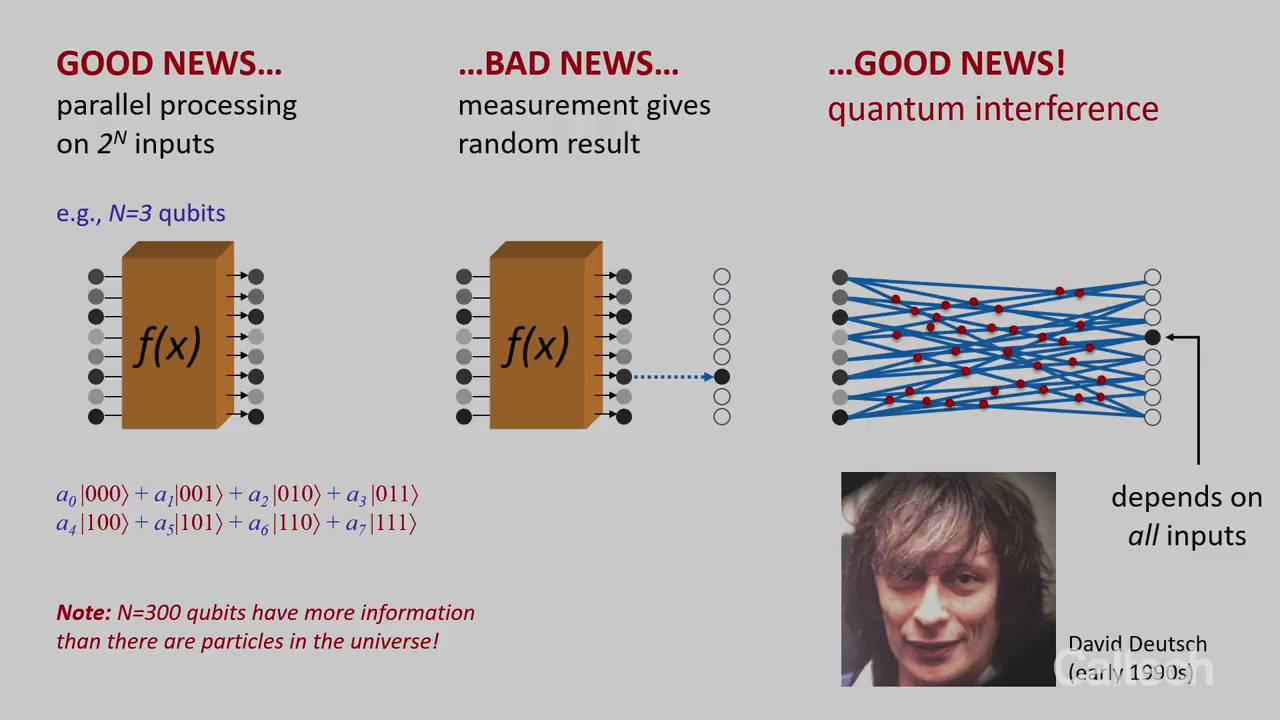 GOOD NEWS…
parallel processing
on 2ᴺ inputs
e.g., N=3 qubits
f(x)
a₀|000⟩ + a₁|001⟩ + a₂|010⟩ + a₃|011⟩
a₄|100⟩ + a₅|101⟩ + a₆|110⟩ + a₇|111⟩
Note: N=300 qubits have more information
than there are particles in the universe!
…BAD NEWS…
measurement gives
random result
f(x)
…GOOD NEWS!
quantum interference
depends on
all inputs
David Deutsch
(early 1990s)
Caltech